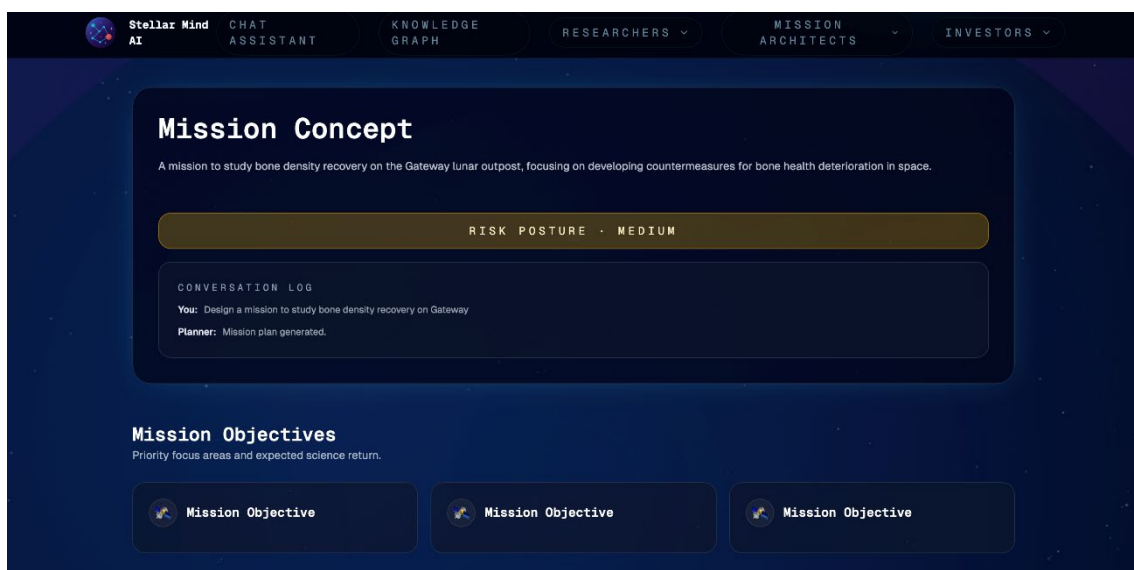 Stellar Mind
AI
CHAT
ASSISTANT
KNOWLEDGE
GRAPH
RESEARCHERS
MISSION
ARCHITECTS
INVESTORS
Mission Concept
A mission to study bone density recovery on the Gateway lunar outpost, focusing on developing countermeasures for bone health deterioration in space.
RISK POSTURE · MEDIUM
CONVERSATION LOG
You: Design a mission to study bone density recovery on Gateway
Planner: Mission plan generated.
Mission Objectives
Priority focus areas and expected science return.
Mission Objective
Mission Objective
Mission Objective